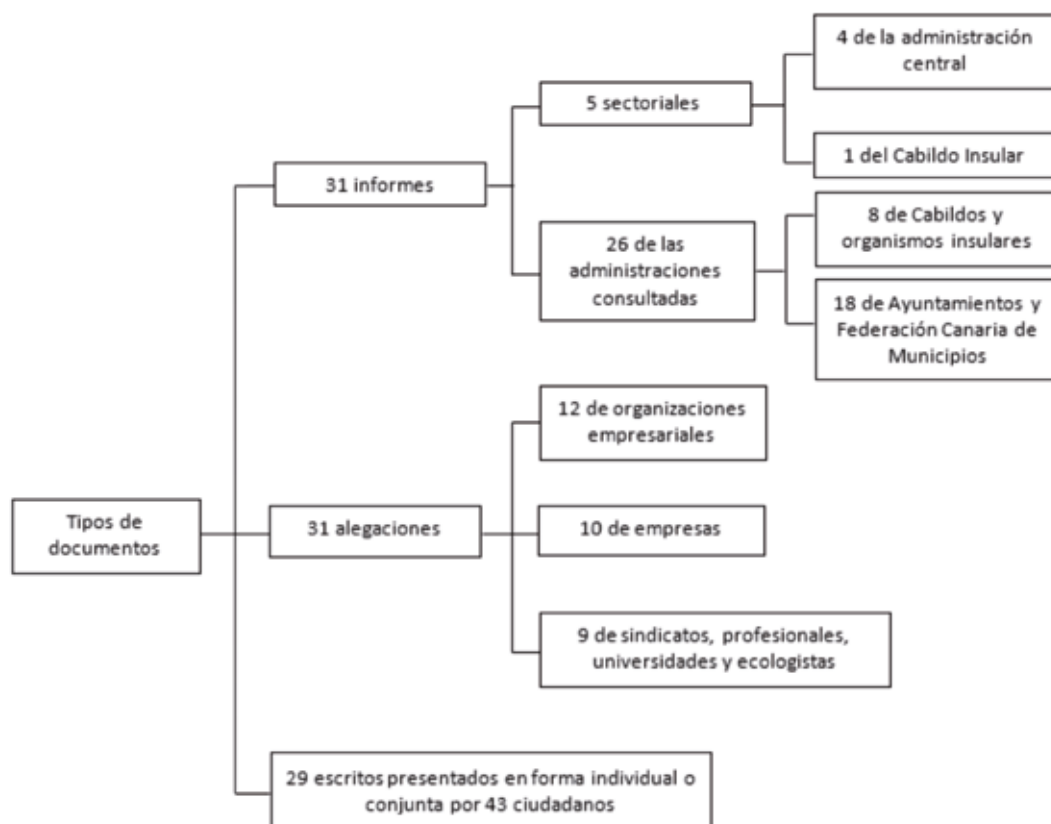 Tipos de
documentos
31 informes
5 sectoriales
4 de la administración
central
1 del Cabildo Insular
26 de las
administraciones
consultadas
8 de Cabildos y
organismos insulares
18 de Ayuntamientos y
Federación Canaria de
Municipios
31 alegaciones
12 de organizaciones
empresariales
10 de empresas
9 de sindicatos, profesionales,
universidades y ecologistas
29 escritos presentados en forma individual o
conjunta por 43 ciudadanos